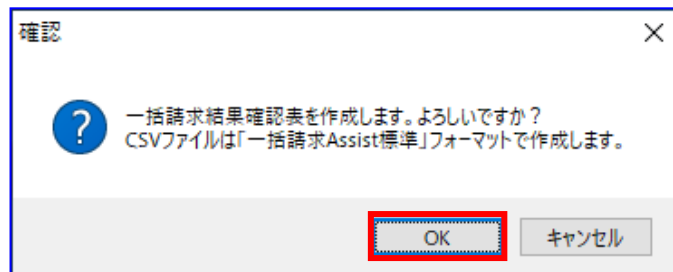 確認
一括請求結果確認表を作成します。よろしいですか?
CSVファイルは「一括請求Assist標準」フォーマットで作成します。
OK
キャンセル